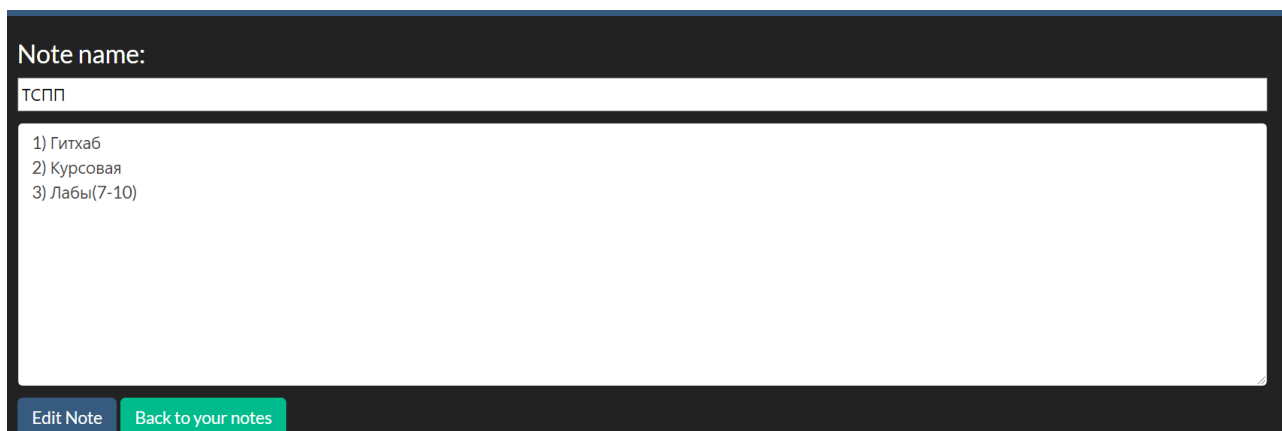 Note name:
ТСПП
1) Гитхаб
2) Курсовая
3) Лабы(7-10)
Edit Note Back to your notes